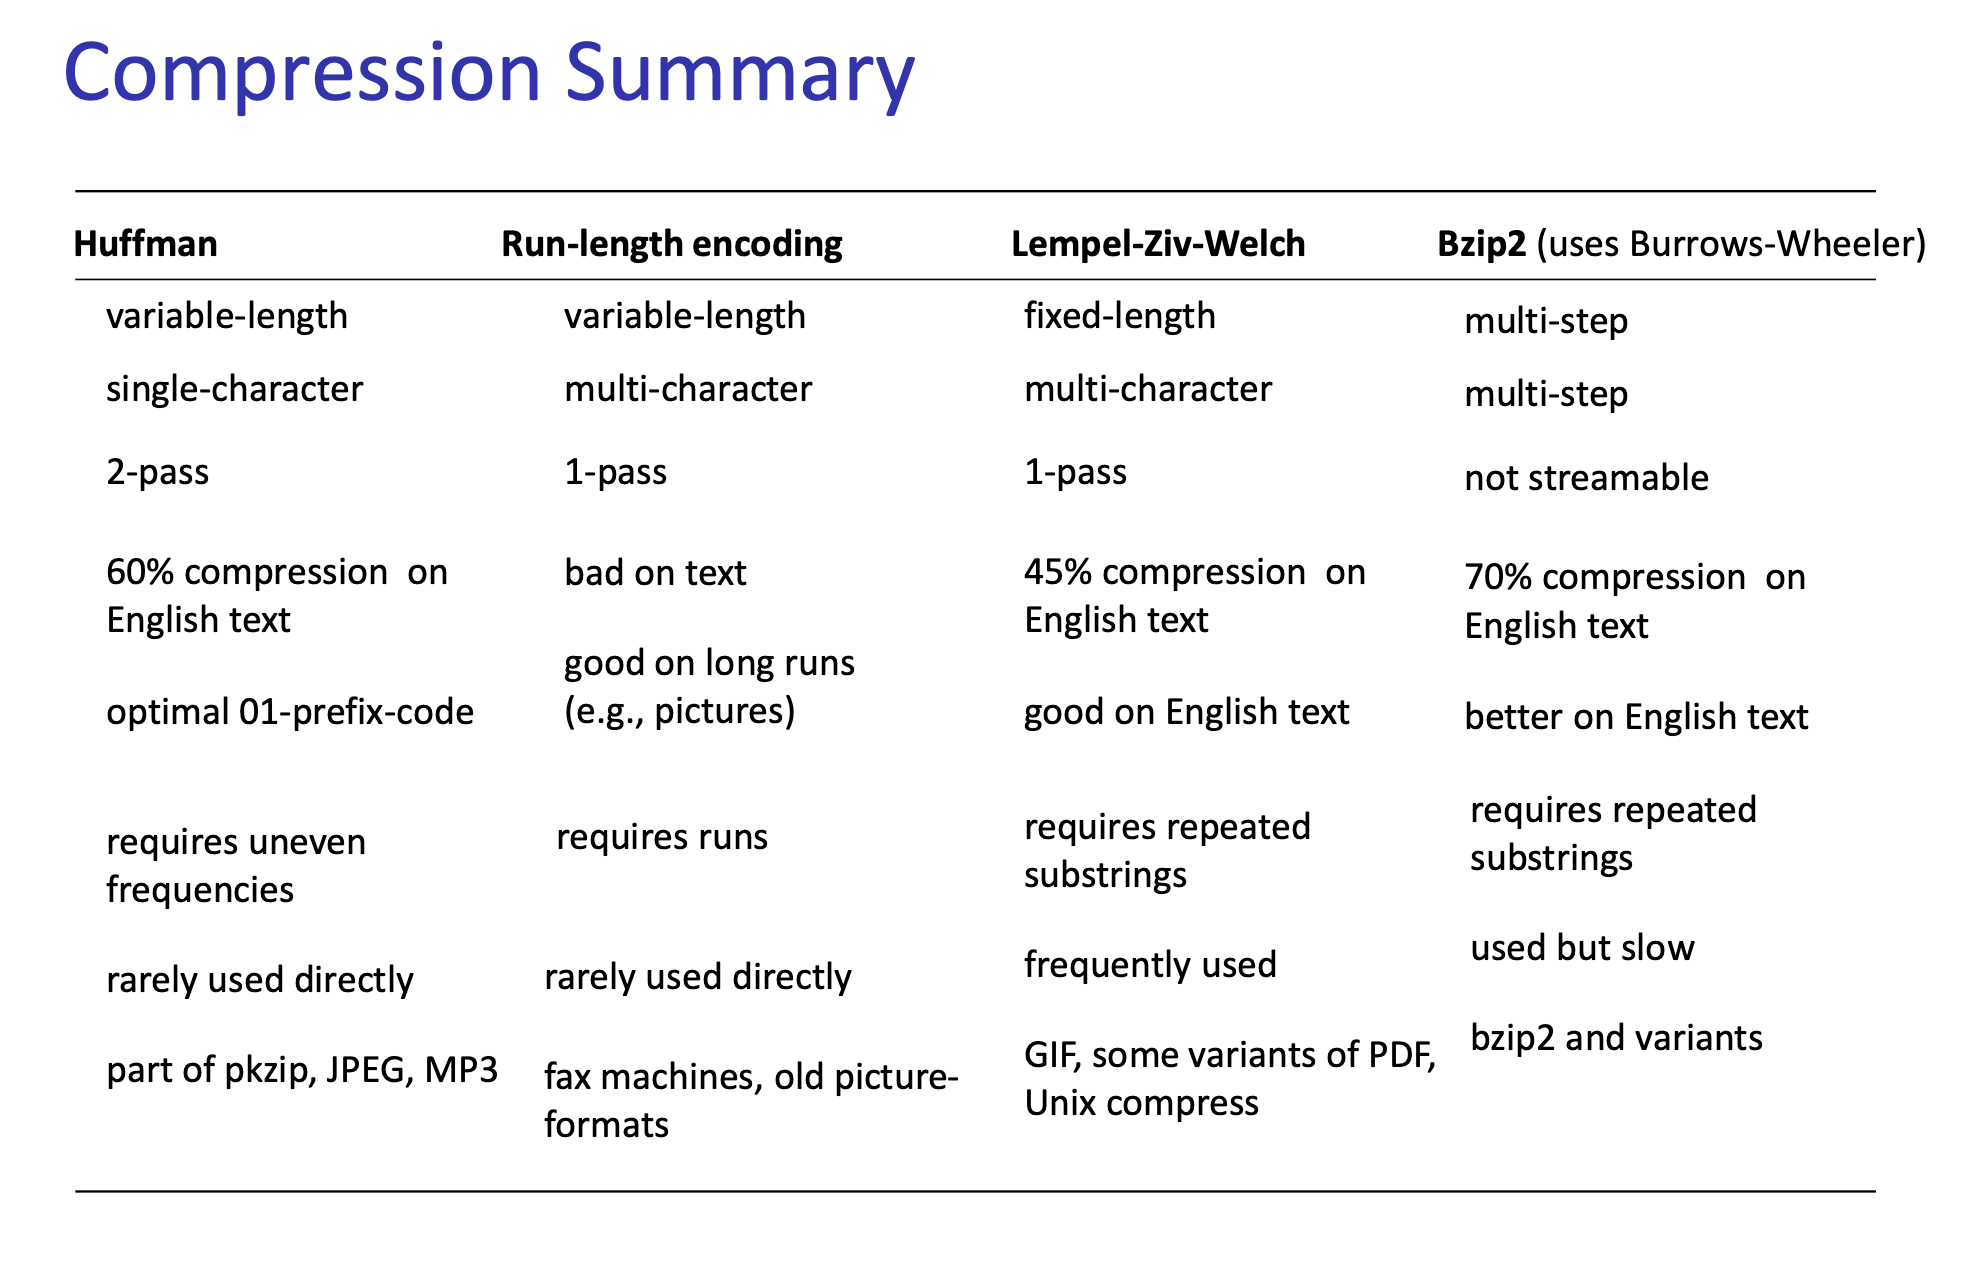 Compression Summary
Huffman Run-length encoding Lempel-Ziv-Welch Bzip2 (uses Burrows-Wheeler)
variable-length variable-length fixed-length multi-step
single-character multi-character multi-character multi-step
2-pass 1-pass 1-pass not streamable
60% compression on bad on text 45% compression on 70% compression on
English text English text English text
good on long runs
optimal 01-prefix-code (e.g., pictures) good on English text better on English text
requires uneven requires runs requires repeated requires repeated
frequencies substrings substrings
rarely used directly rarely used directly frequently used used but slow
part of pkzip, JPEG, MP3 fax machines, old picture- GIF, some variants of PDF, bzip2 and variants
formats Unix compress